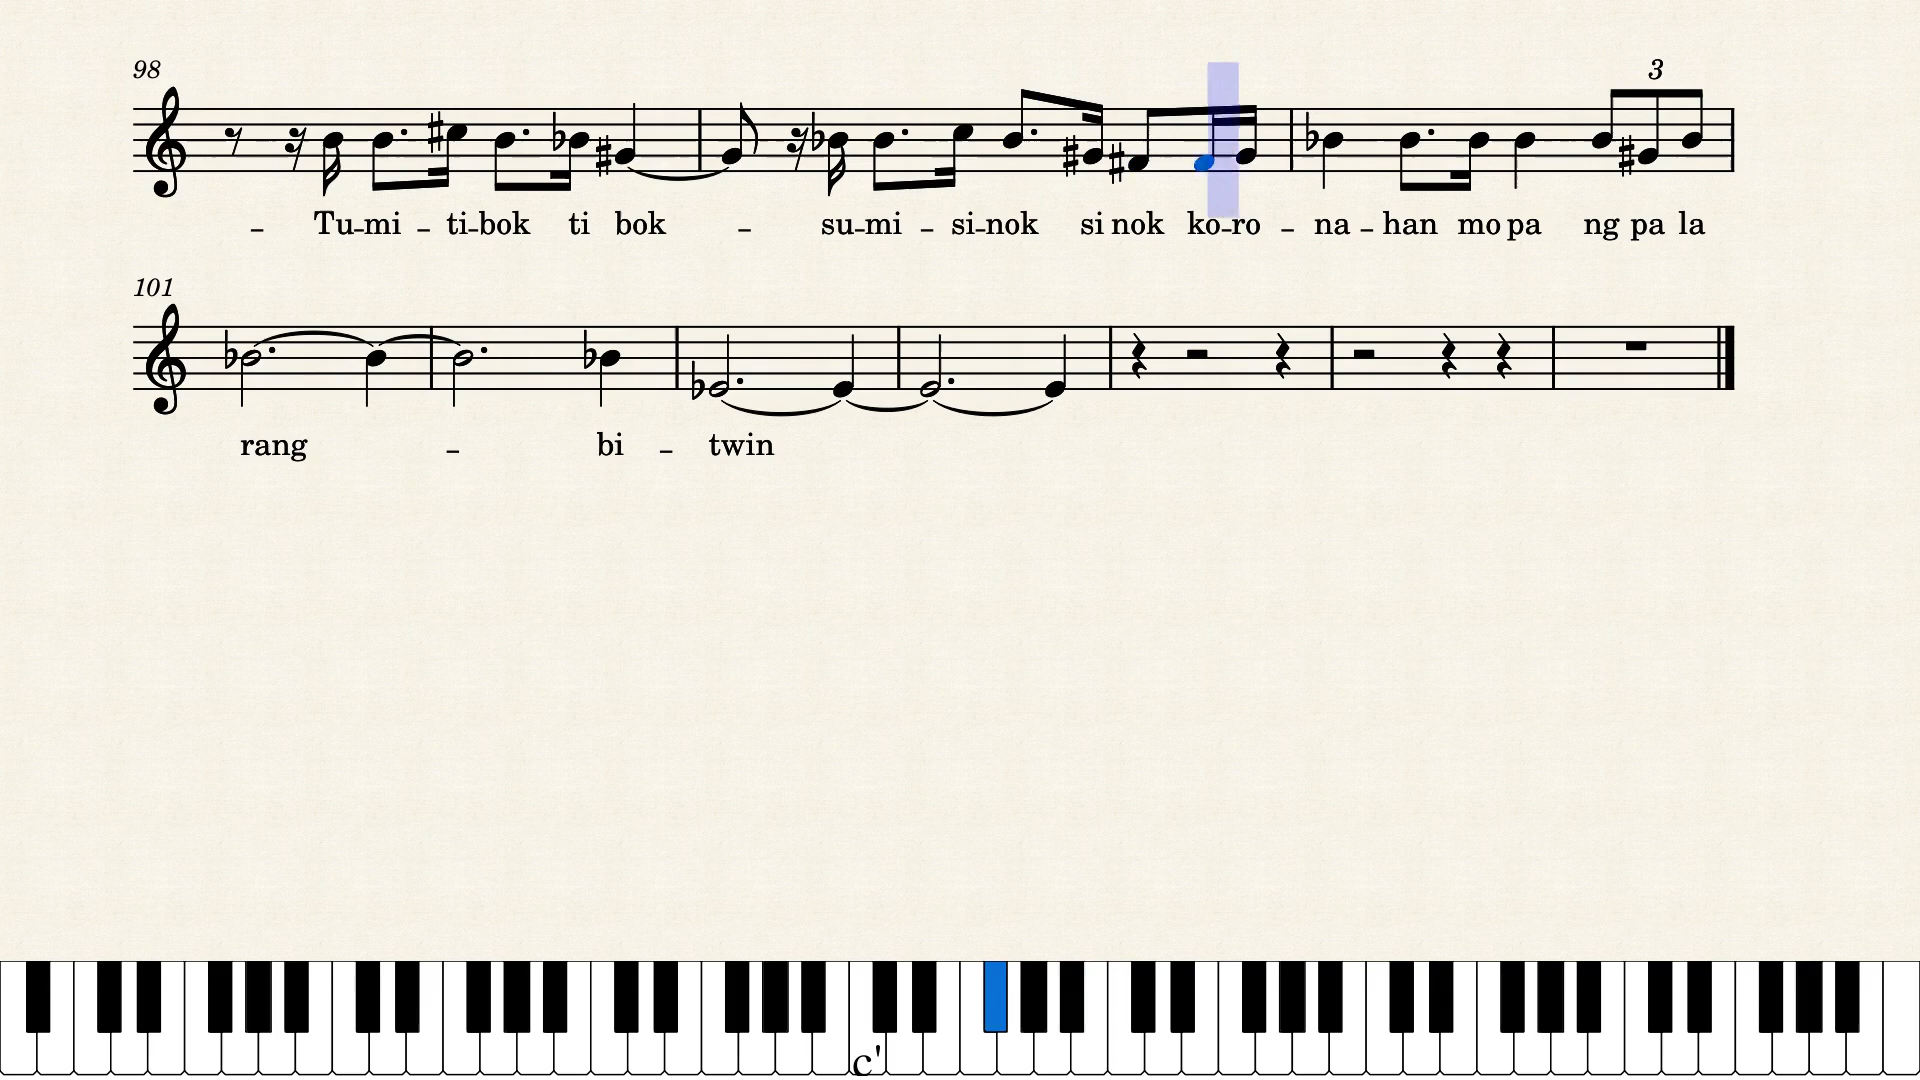 98
3
– Tu–mi – ti–bok ti bok – su–mi – si–nok si nok ko–ro – na – han mo pa ng pa la
101
rang – bi – twin
c'